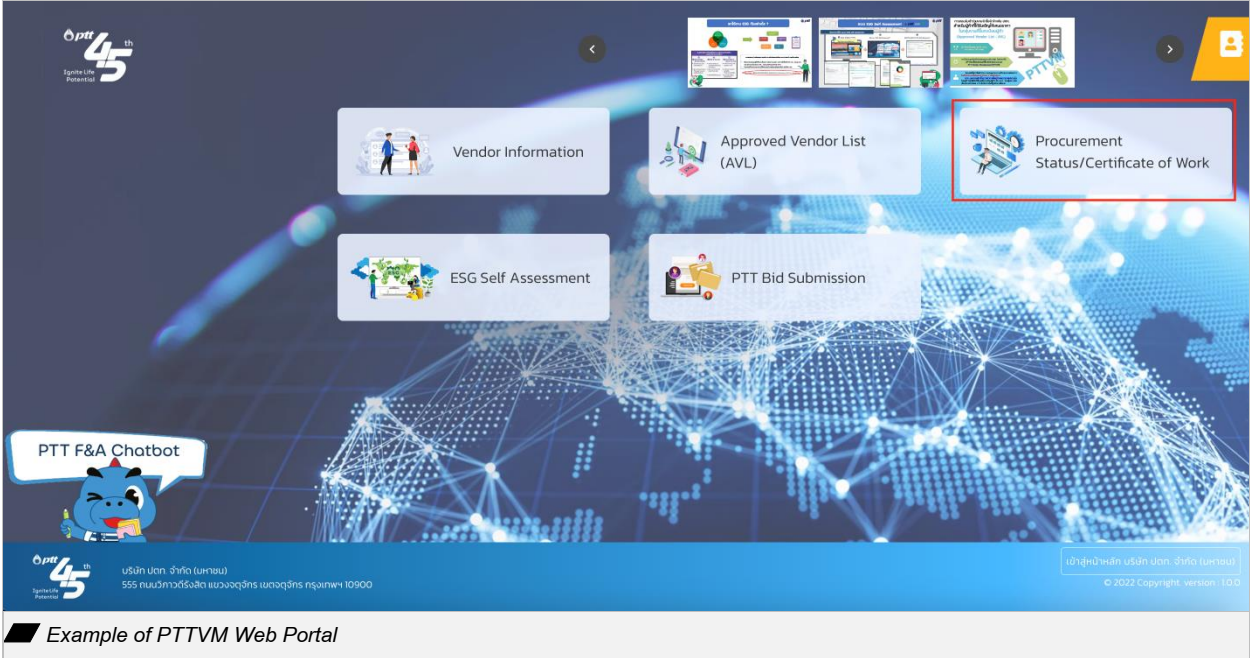 ptt
45th
Ignite Life
Potential
PTTVM
Vendor Information
Approved Vendor List
(AVL)
Procurement
Status/Certificate of Work
ESG Self Assessment
PTT Bid Submission
PTT F&A Chatbot
ptt
45th
Ignite Life
Potential
บริษัท ปตท. จำกัด (มหาชน)
555 ถนนวิภาวดีรังสิต แขวงจตุจักร เขตจตุจักร กรุงเทพฯ 10900
เข้าสู่หน้าหลัก บริษัท ปตท. จำกัด (มหาชน)
© 2022 Copyright. version : 1.0.0
Example of PTTVM Web Portal